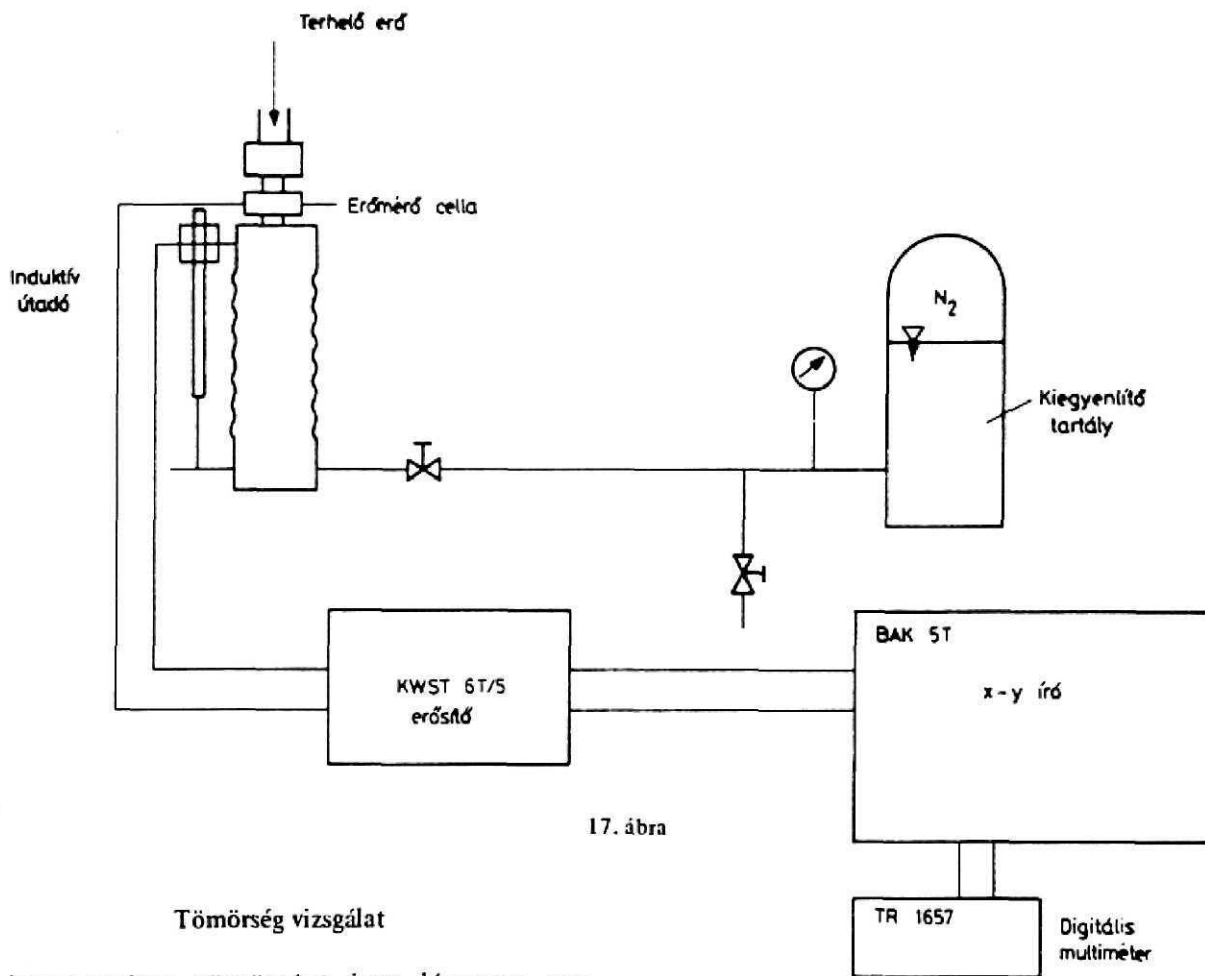 Terhelő erő
Erőmérő cella
Induktív
útadó
N₂
Kiegyenlítő
tartály
BAK 5T
x-y író
KWST 6T/5
erősítő
17. ábra
Tömörség vizsgálat
TR 1657
Digitális
multiméter